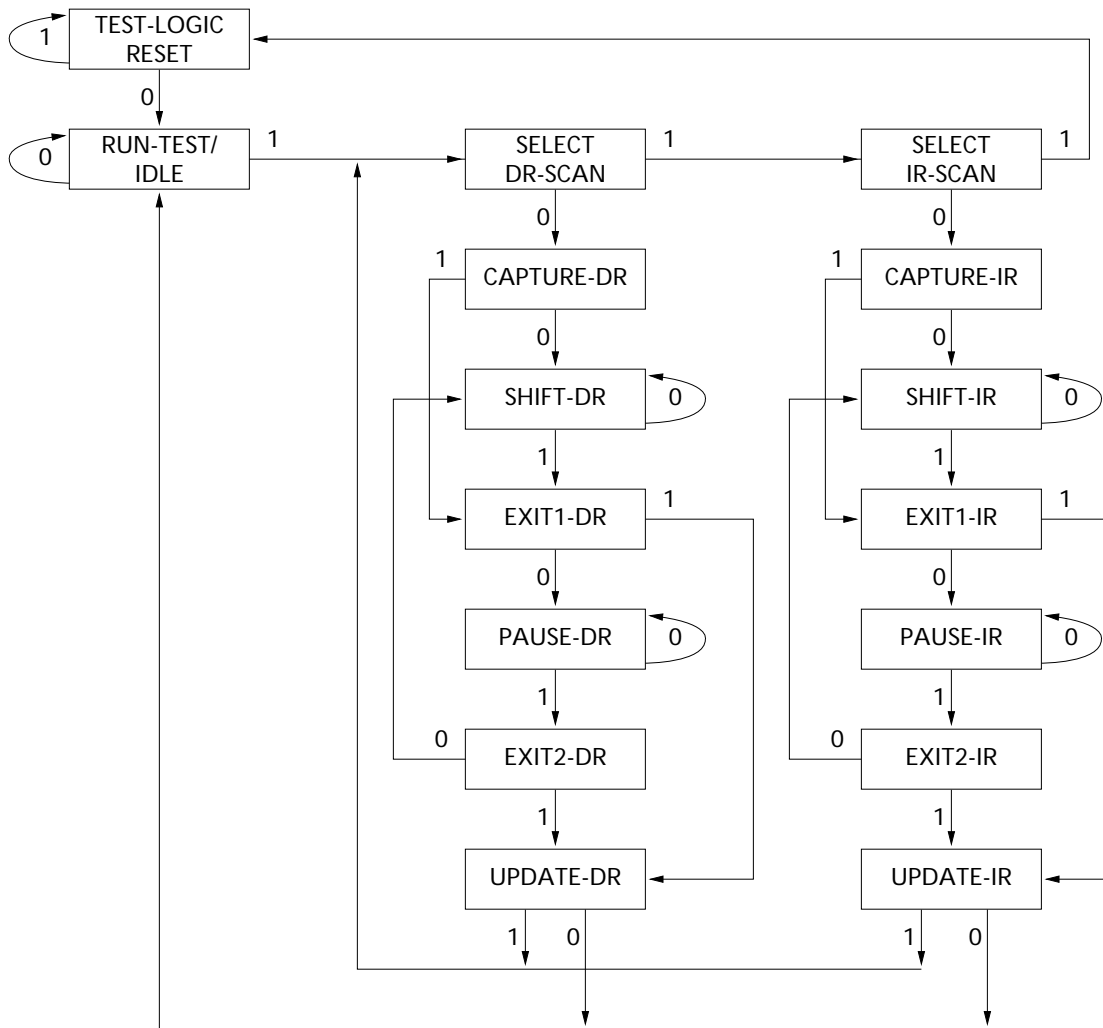 TEST-LOGIC
RESET
1
0
RUN-TEST/
IDLE
0
1
SELECT
DR-SCAN
1
SELECT
IR-SCAN
1
0
0
1
CAPTURE-DR
1
CAPTURE-IR
0
0
SHIFT-DR
0
SHIFT-IR
0
1
1
EXIT1-DR
1
EXIT1-IR
1
0
0
PAUSE-DR
0
PAUSE-IR
0
1
1
0
EXIT2-DR
0
EXIT2-IR
1
1
UPDATE-DR
UPDATE-IR
1
0
1
0